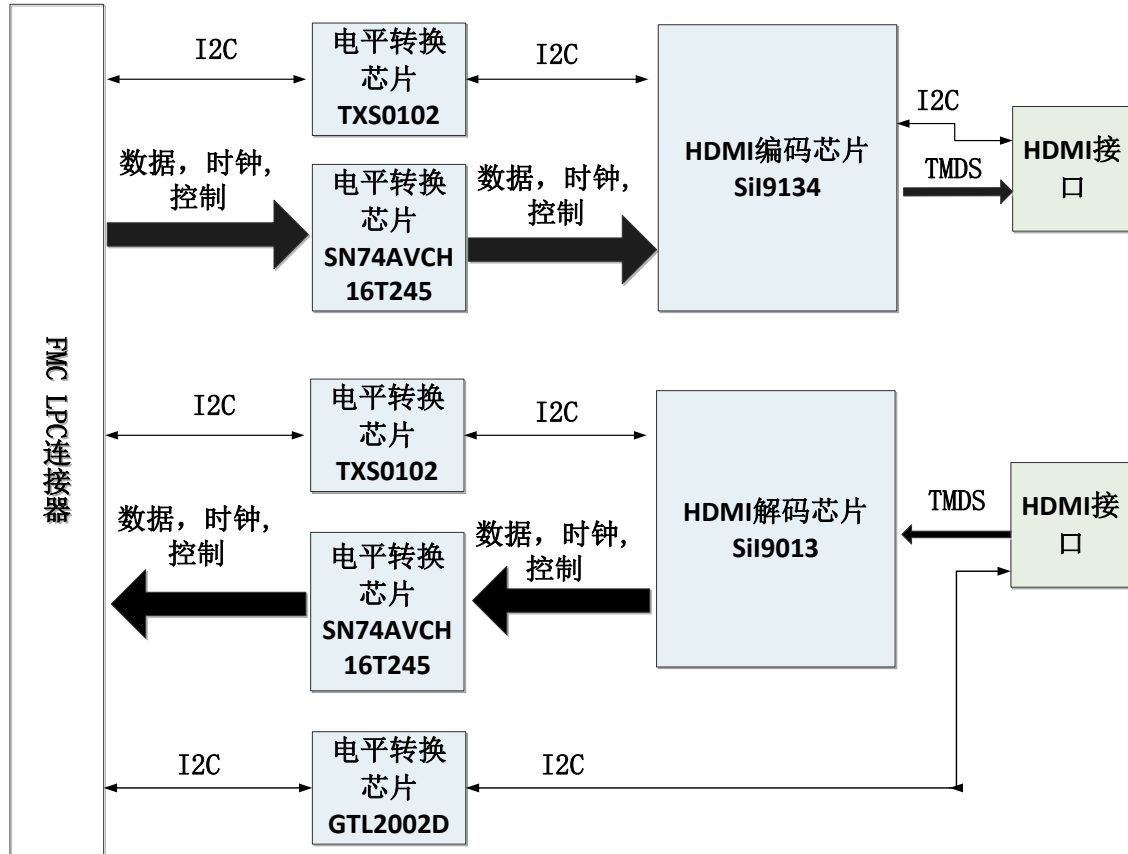 I2C
电平转换
芯片
TXS0102
I2C
HDMI编码芯片
SiI9134
I2C
TMDS
HDMI接
口
数据，时钟，
控制
电平转换
芯片
SN74AVCH
16T245
数据，时钟，
控制
FMC LPC连接器
I2C
电平转换
芯片
TXS0102
I2C
HDMI解码芯片
SiI9013
TMDS
HDMI接
口
数据，时钟，
控制
电平转换
芯片
SN74AVCH
16T245
数据，时钟，
控制
I2C
电平转换
芯片
GTL2002D
I2C